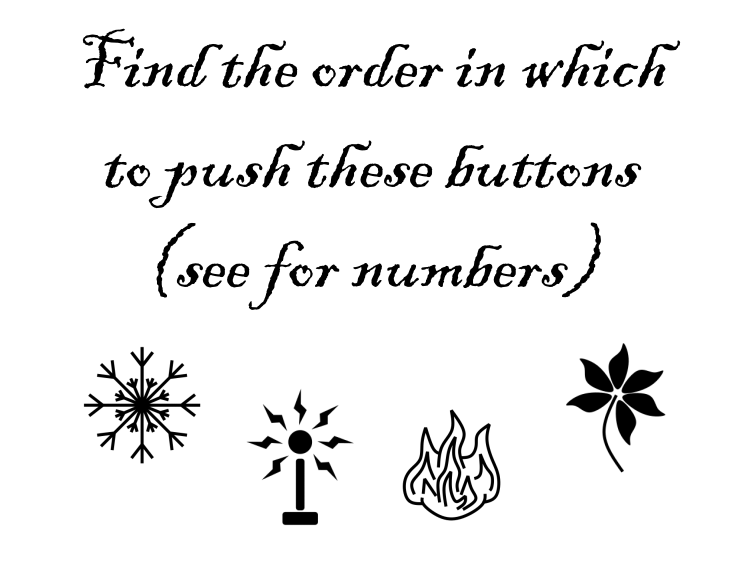 Find the order in which
to push these buttons
(see for numbers)